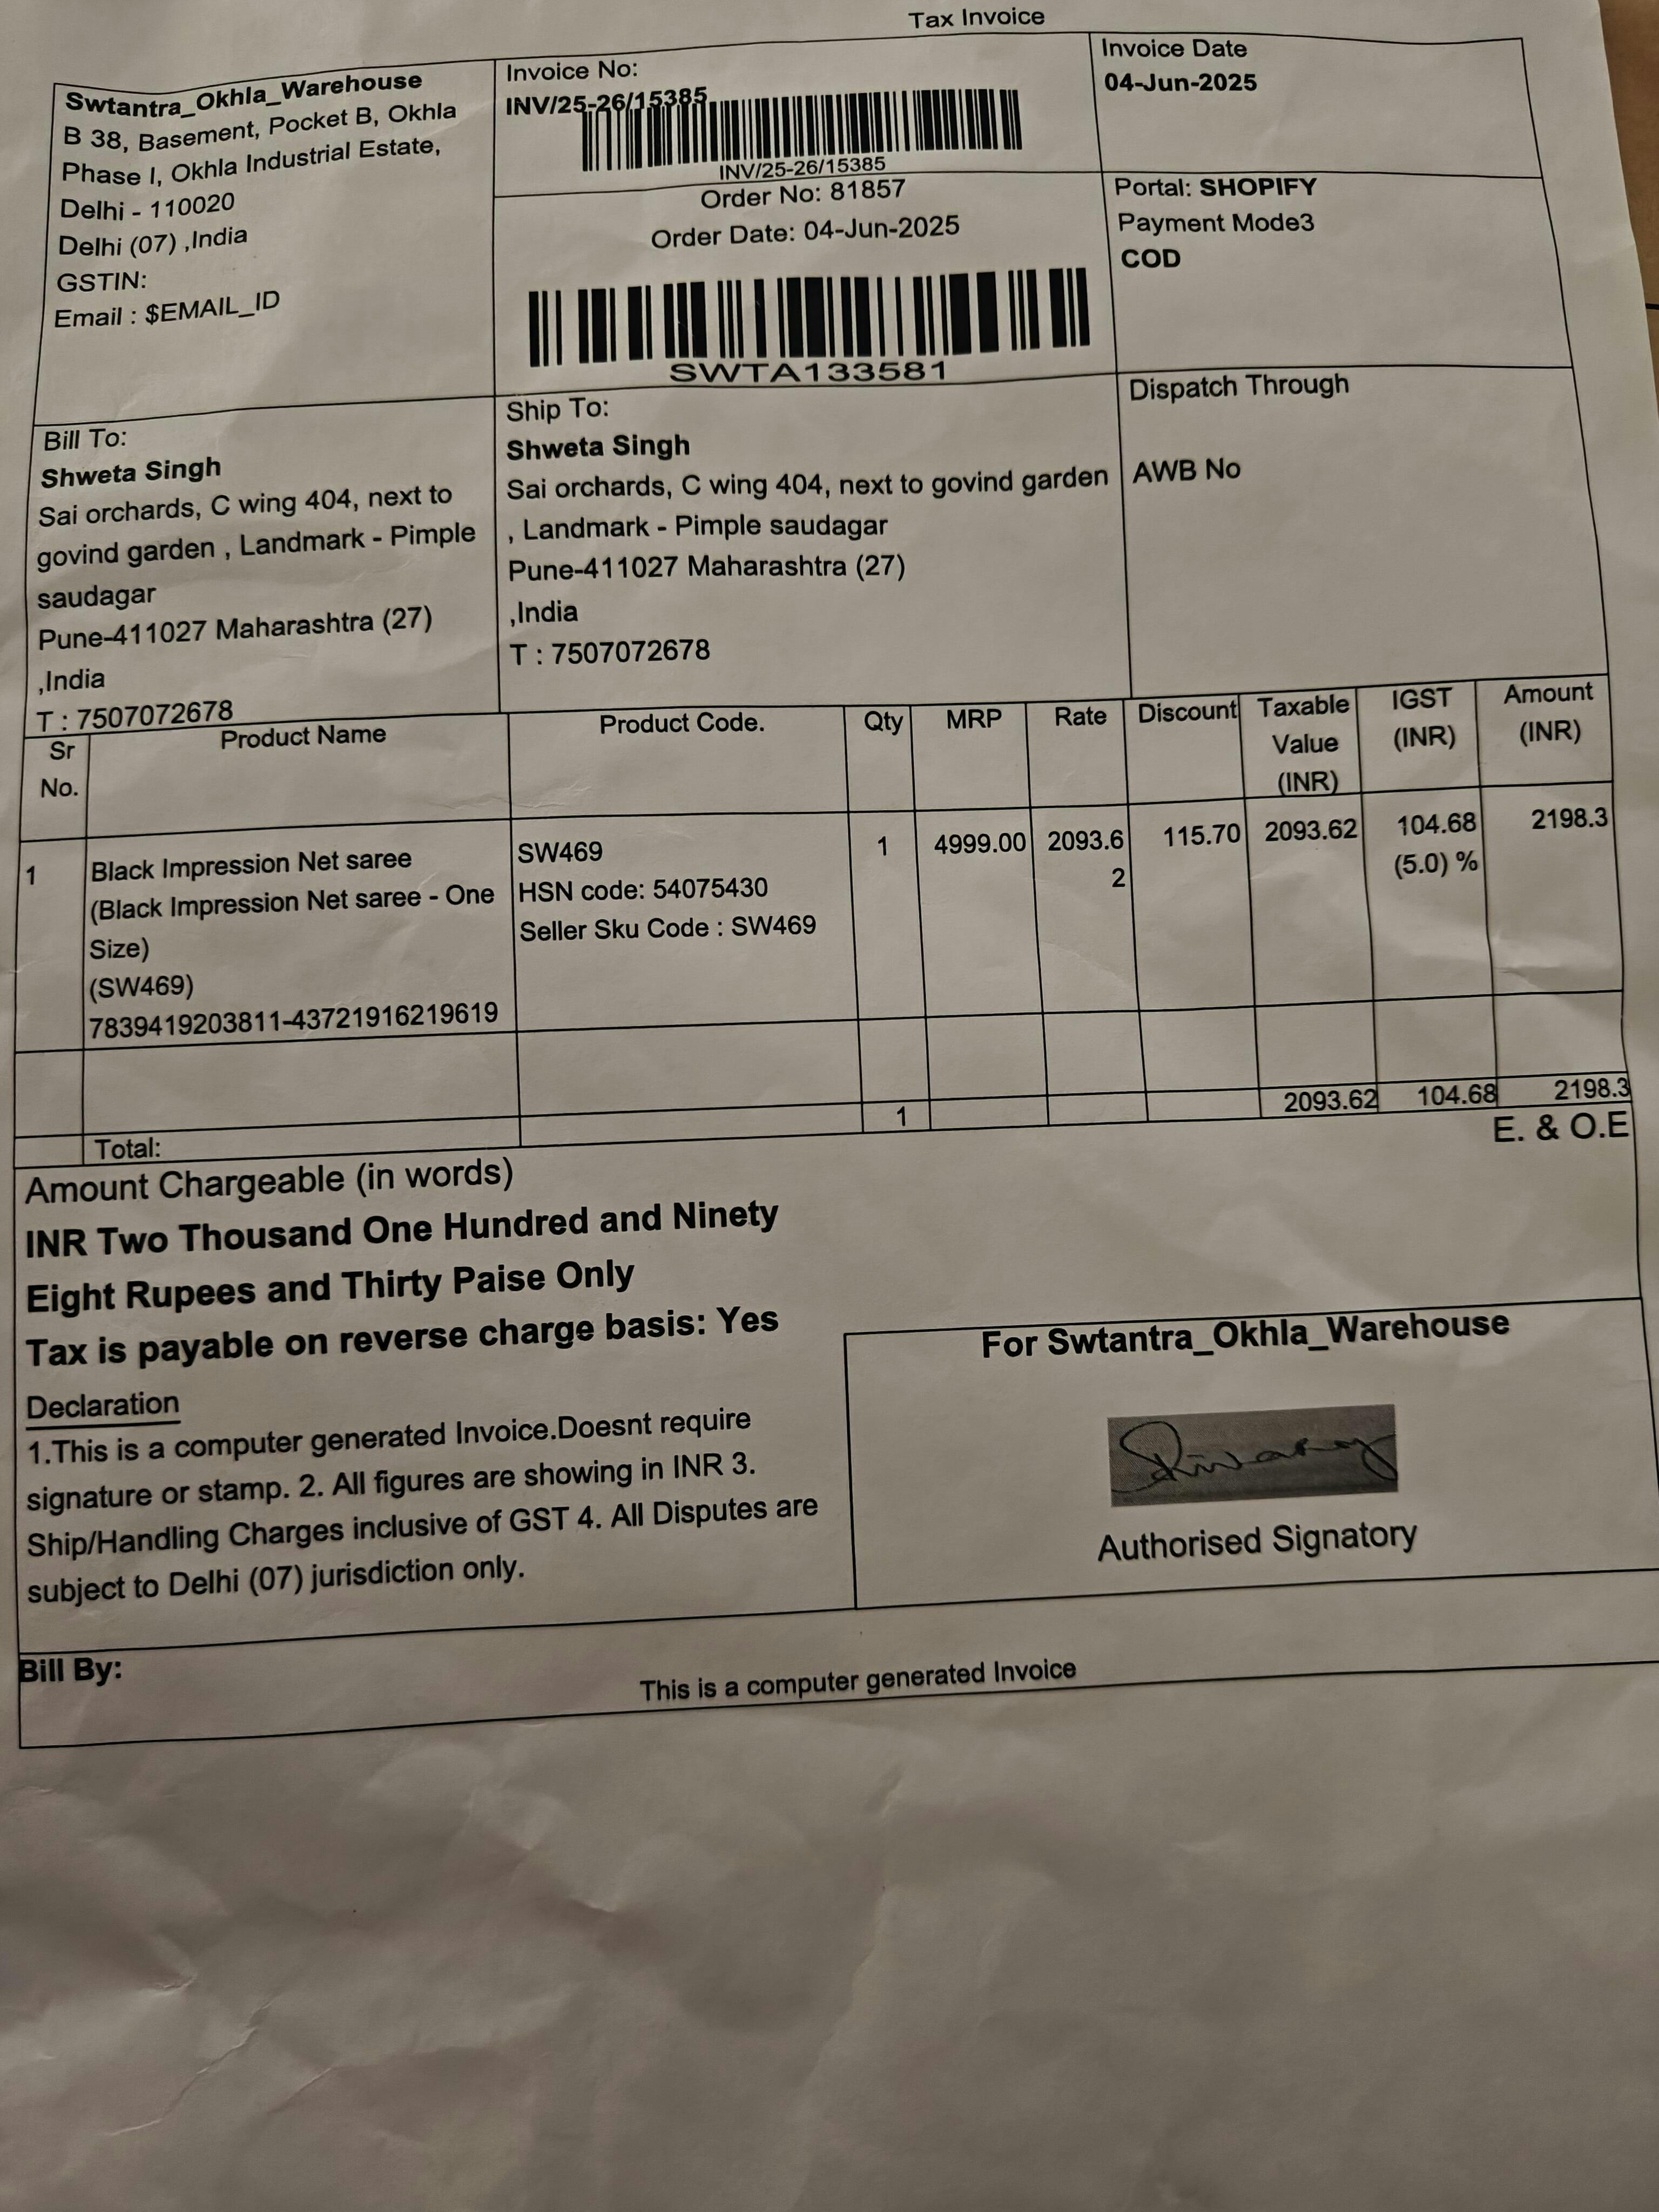 Tax Invoice
Swtantra_Okhla_Warehouse
B 38, Basement, Pocket B, Okhla
Phase I, Okhla Industrial Estate,
Delhi - 110020
Delhi (07) ,India
GSTIN:
Email : $EMAIL_ID
Invoice No:
INV/25-26/15385
INV/25-26/15385
Invoice Date
04-Jun-2025
Order No: 81857
Order Date: 04-Jun-2025
SWTA133581
Portal: SHOPIFY
Payment Mode3
COD
Bill To:
Shweta Singh
Sai orchards, C wing 404, next to
govind garden , Landmark - Pimple
saudagar
Pune-411027 Maharashtra (27)
,India
T : 7507072678
Ship To:
Shweta Singh
Sai orchards, C wing 404, next to govind garden
, Landmark - Pimple saudagar
Pune-411027 Maharashtra (27)
,India
T : 7507072678
Dispatch Through
AWB No
Sr No. Product Name Product Code. Qty MRP Rate Discount Taxable Value (INR) IGST (INR) Amount (INR)
1 Black Impression Net saree SW469 1 4999.00 2093.6 115.70 2093.62 104.68 2198.3
(Black Impression Net saree - One HSN code: 54075430 2 (5.0) %
Size) Seller Sku Code : SW469
(SW469)
7839419203811-43721916219619
Total: 1 2093.62 104.68 2198.3
E. & O.E
Amount Chargeable (in words)
INR Two Thousand One Hundred and Ninety
Eight Rupees and Thirty Paise Only
Tax is payable on reverse charge basis: Yes
Declaration
1.This is a computer generated Invoice.Doesnt require
signature or stamp. 2. All figures are showing in INR 3.
Ship/Handling Charges inclusive of GST 4. All Disputes are
subject to Delhi (07) jurisdiction only.
For Swtantra_Okhla_Warehouse
Authorised Signatory
Bill By:
This is a computer generated Invoice